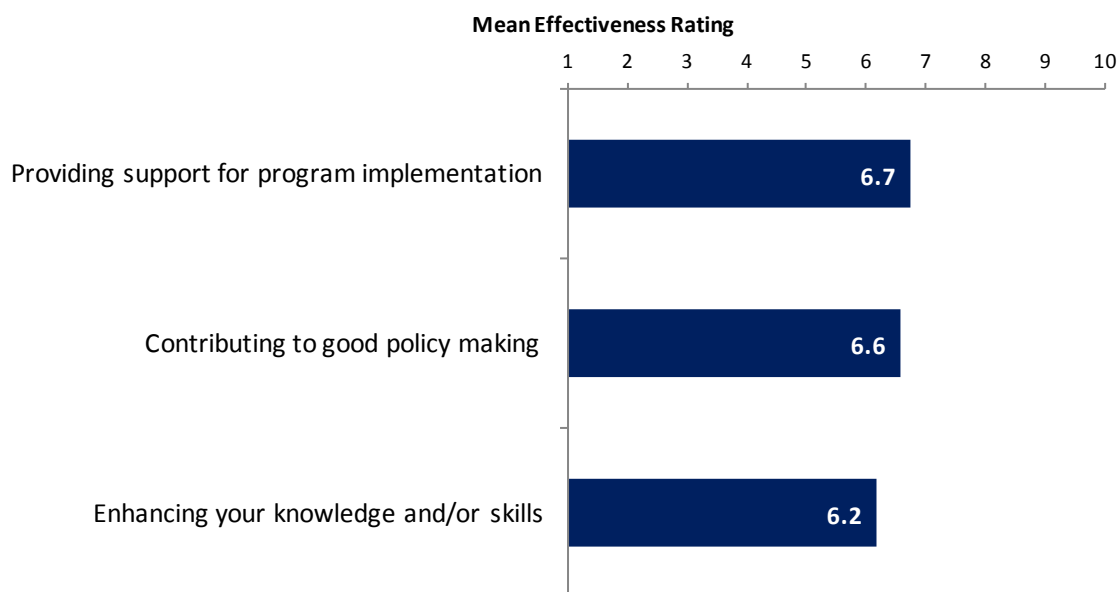 Mean Effectiveness Rating
1 2 3 4 5 6 7 8 9 10
Providing support for program implementation 6.7
Contributing to good policy making 6.6
Enhancing your knowledge and/or skills 6.2